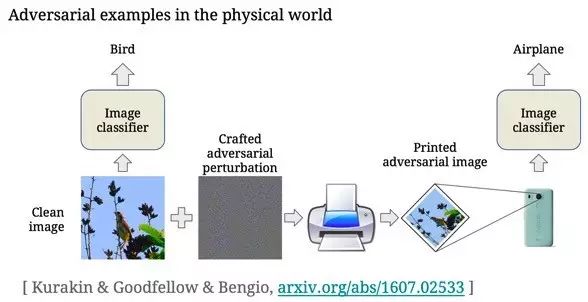 Adversarial examples in the physical world
Bird
Airplane
Image
classifier
Image
classifier
Crafted
adversarial
perturbation
Printed
adversarial image
Clean
image
[ Kurakin & Goodfellow & Bengio, arxiv.org/abs/1607.02533 ]